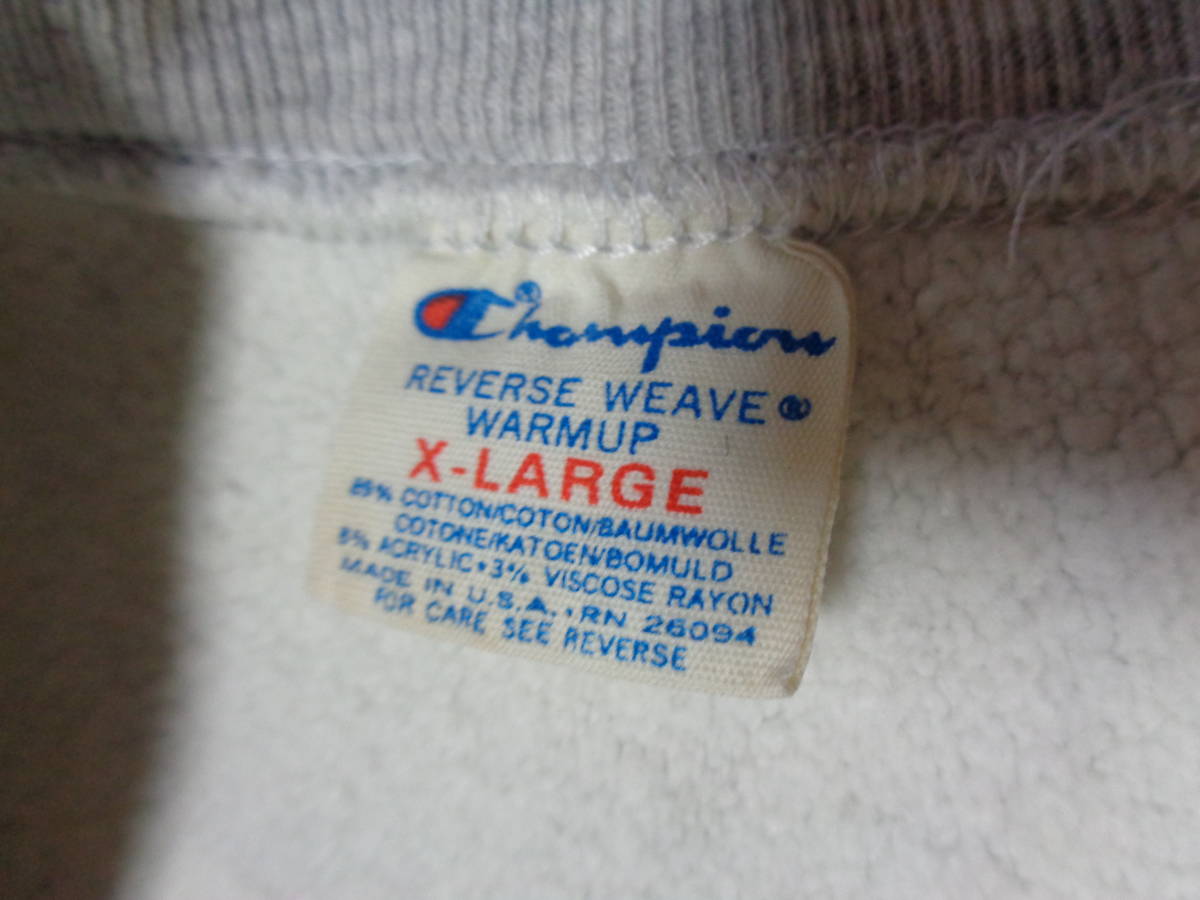 Champion®
REVERSE WEAVE®
WARMUP
X-LARGE
89% COTTON/COTON/BAUMWOLLE
COTONE/KATOEN/BOMULD
8% ACRYLIC•3% VISCOSE RAYON
MADE IN U.S.A., RN 26094
FOR CARE SEE REVERSE